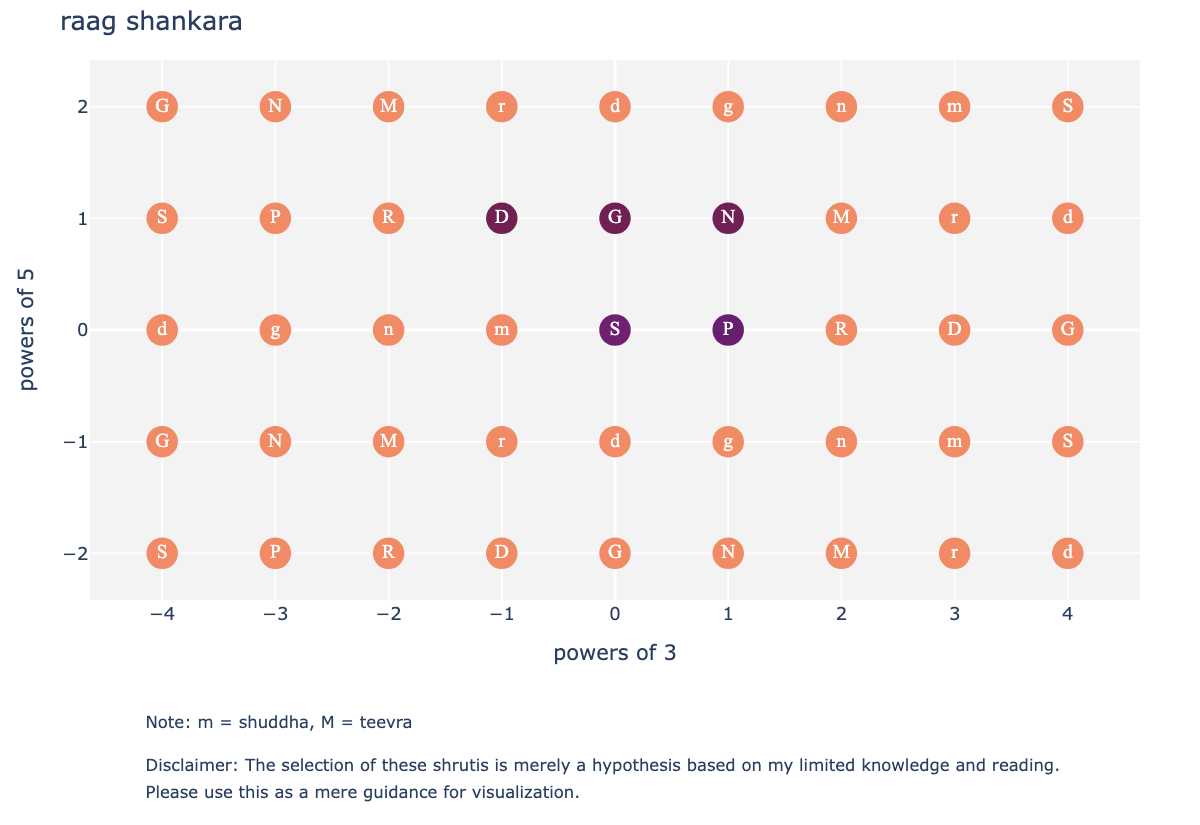 raag shankara
2 G N M r d g n m S
1 S P R D G N M r d
0 d g n m S P R D G
−1 G N M r d g n m S
−2 S P R D G N M r d
powers of 5
−4 −3 −2 −1 0 1 2 3 4
powers of 3
Note: m = shuddha, M = teevra
Disclaimer: The selection of these shrutis is merely a hypothesis based on my limited knowledge and reading.
Please use this as a mere guidance for visualization.